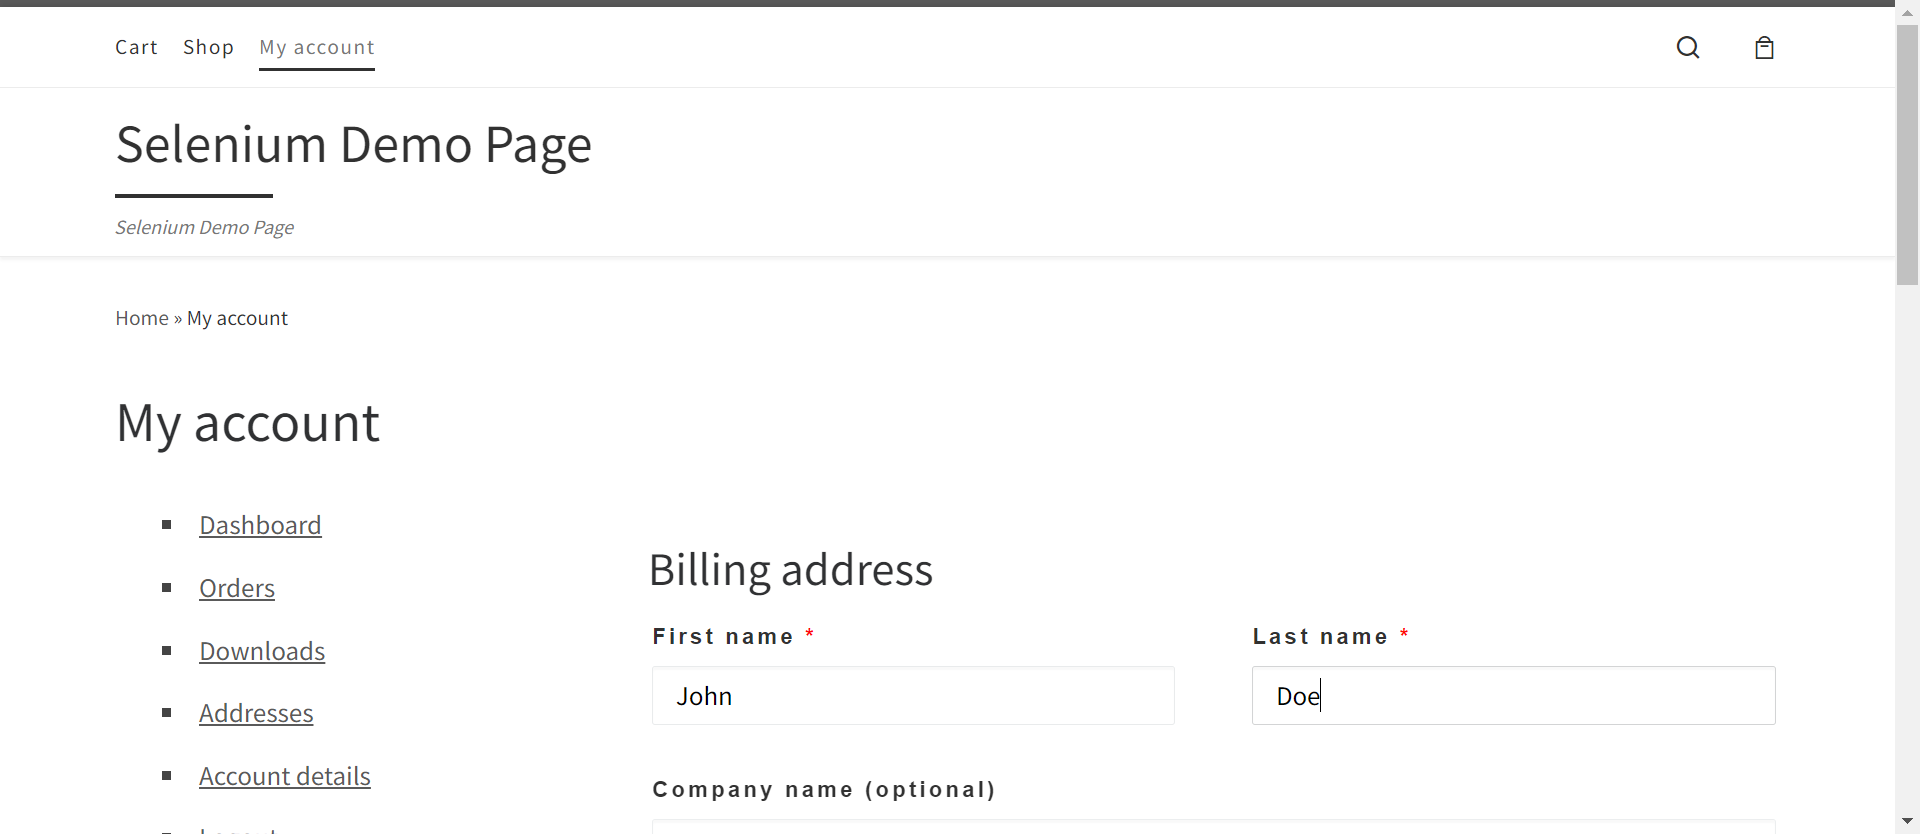 Cart Shop My account
Selenium Demo Page
Selenium Demo Page
Home » My account
My account
Dashboard
Orders
Downloads
Addresses
Account details
Billing address
First name * Last name *
John Doe
Company name (optional)